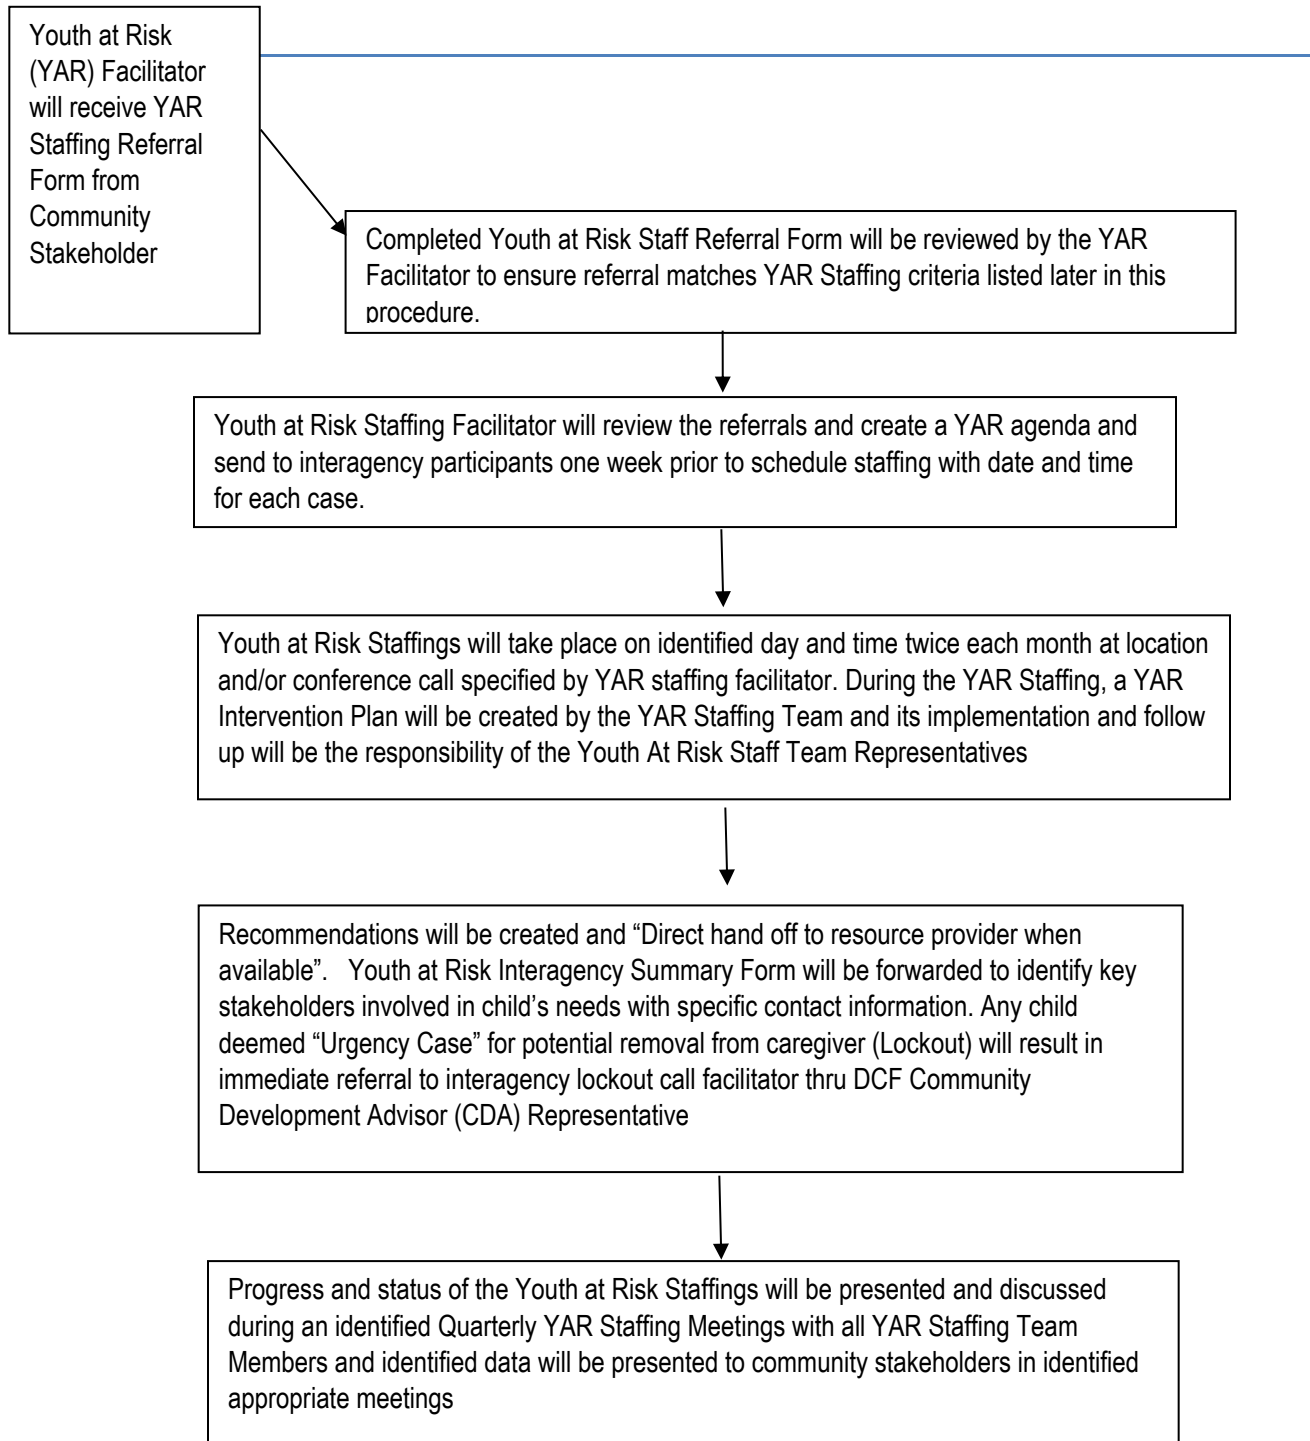 Youth at Risk
(YAR) Facilitator
will receive YAR
Staffing Referral
Form from
Community
Stakeholder
Completed Youth at Risk Staff Referral Form will be reviewed by the YAR
Facilitator to ensure referral matches YAR Staffing criteria listed later in this
procedure.
Youth at Risk Staffing Facilitator will review the referrals and create a YAR agenda and
send to interagency participants one week prior to schedule staffing with date and time
for each case.
Youth at Risk Staffings will take place on identified day and time twice each month at location
and/or conference call specified by YAR staffing facilitator. During the YAR Staffing, a YAR
Intervention Plan will be created by the YAR Staffing Team and its implementation and follow
up will be the responsibility of the Youth At Risk Staff Team Representatives
Recommendations will be created and “Direct hand off to resource provider when
available”.   Youth at Risk Interagency Summary Form will be forwarded to identify key
stakeholders involved in child’s needs with specific contact information. Any child
deemed “Urgency Case” for potential removal from caregiver (Lockout) will result in
immediate referral to interagency lockout call facilitator thru DCF Community
Development Advisor (CDA) Representative
Progress and status of the Youth at Risk Staffings will be presented and discussed
during an identified Quarterly YAR Staffing Meetings with all YAR Staffing Team
Members and identified data will be presented to community stakeholders in identified
appropriate meetings